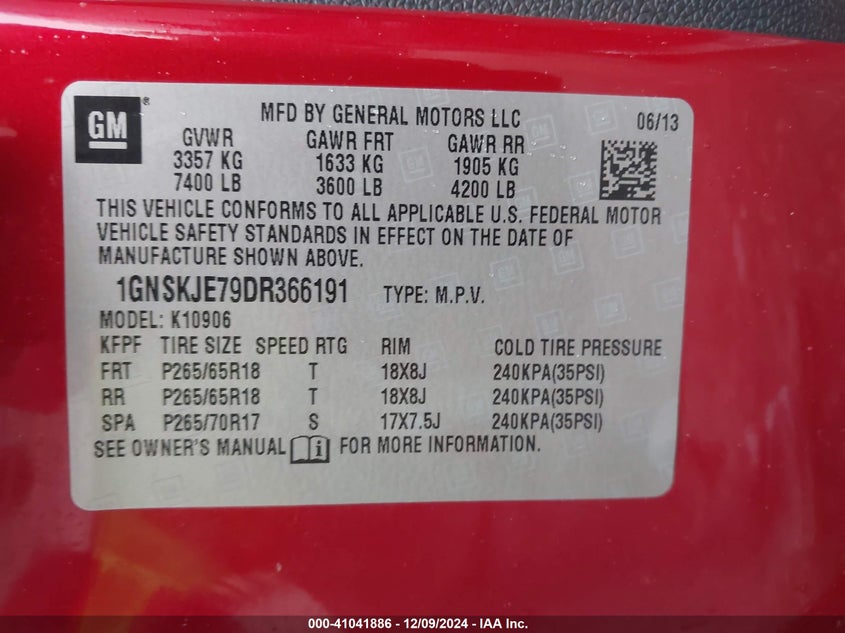 GM ®
MFD BY GENERAL MOTORS LLC 06/13
GVWR GAWR FRT GAWR RR
3357 KG 1633 KG 1905 KG
7400 LB 3600 LB 4200 LB
THIS VEHICLE CONFORMS TO ALL APPLICABLE U.S. FEDERAL MOTOR
VEHICLE SAFETY STANDARDS IN EFFECT ON THE DATE OF
MANUFACTURE SHOWN ABOVE.
1GNSKJE79DR366191 TYPE: M.P.V.
MODEL: K10906
KFPF TIRE SIZE SPEED RTG RIM COLD TIRE PRESSURE
FRT P265/65R18 T 18X8J 240KPA(35PSI)
RR P265/65R18 T 18X8J 240KPA(35PSI)
SPA P265/70R17 S 17X7.5J 240KPA(35PSI)
SEE OWNER'S MANUAL FOR MORE INFORMATION.
000-41041886 - 12/09/2024 - IAA Inc.